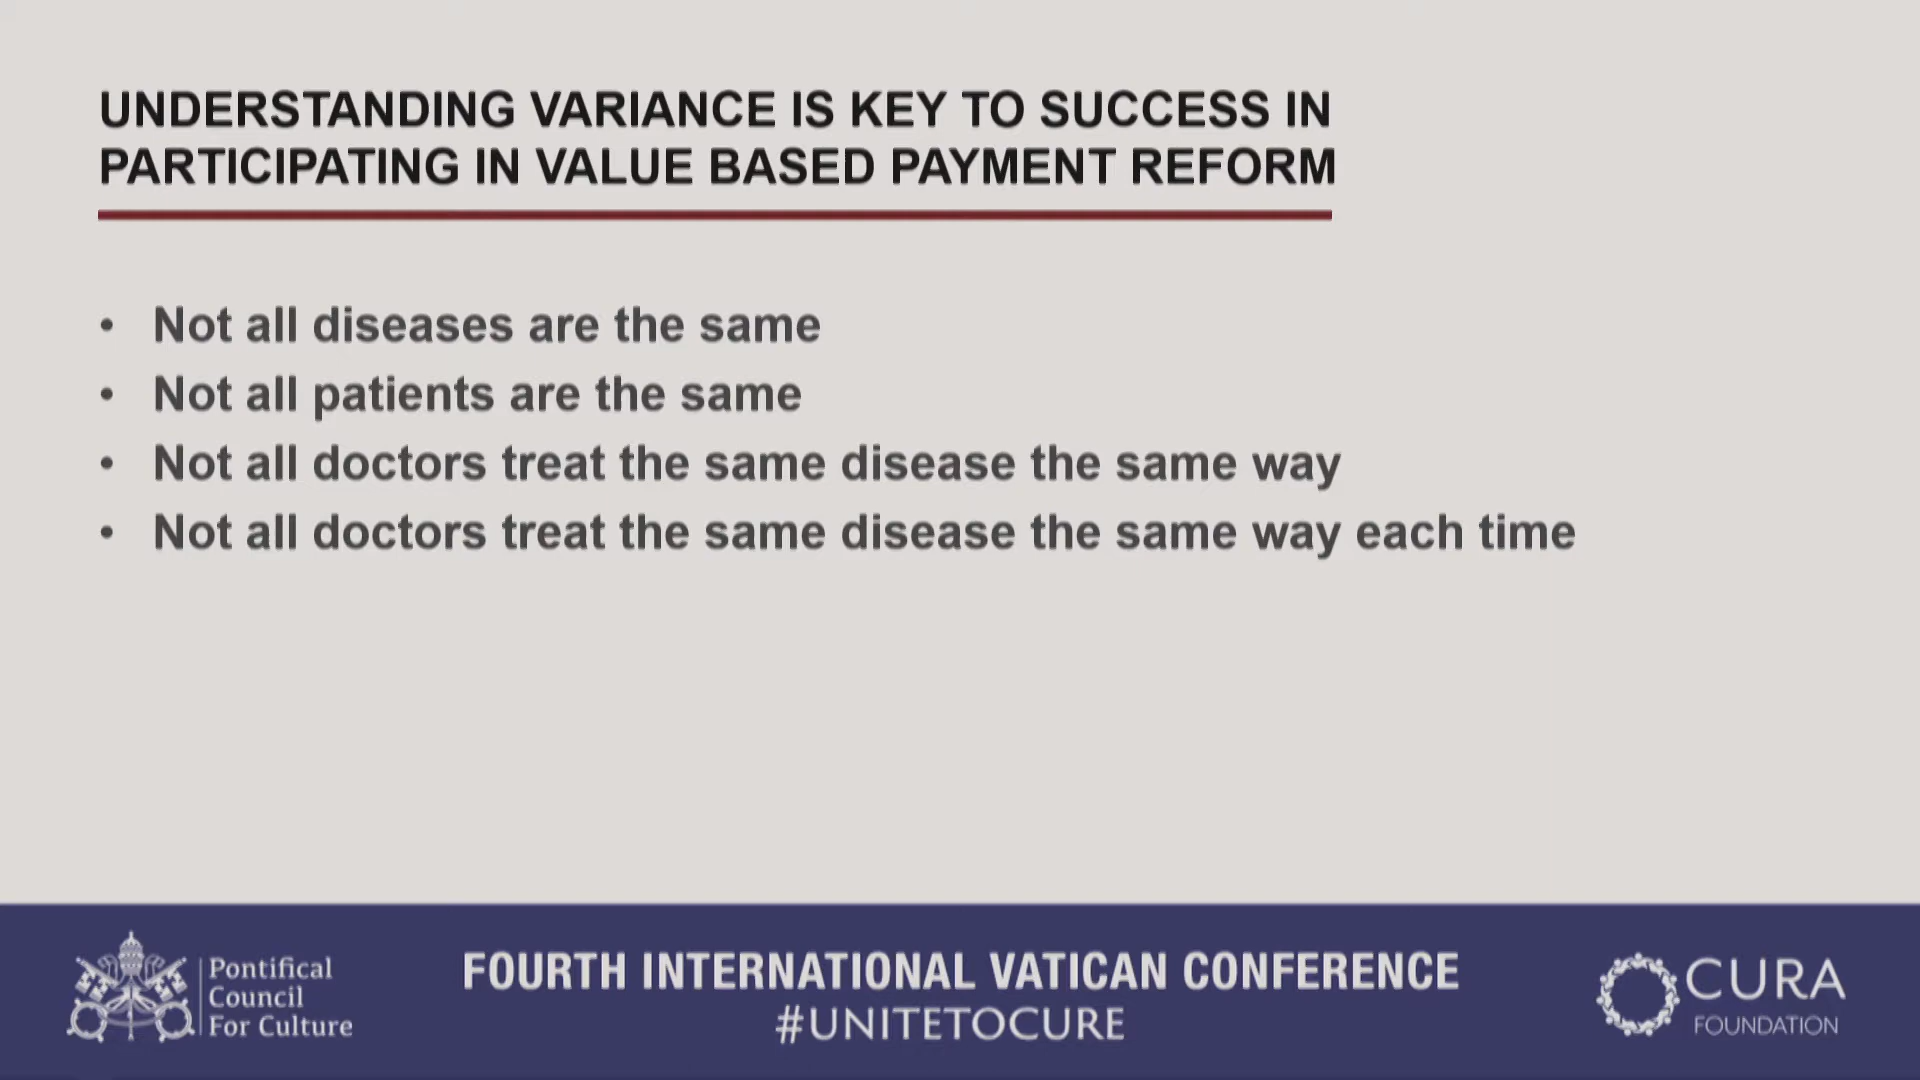 UNDERSTANDING VARIANCE IS KEY TO SUCCESS IN
PARTICIPATING IN VALUE BASED PAYMENT REFORM
• Not all diseases are the same
• Not all patients are the same
• Not all doctors treat the same disease the same way
• Not all doctors treat the same disease the same way each time
Pontifical
Council
For Culture
FOURTH INTERNATIONAL VATICAN CONFERENCE
#UNITETOCURE
CURA
FOUNDATION